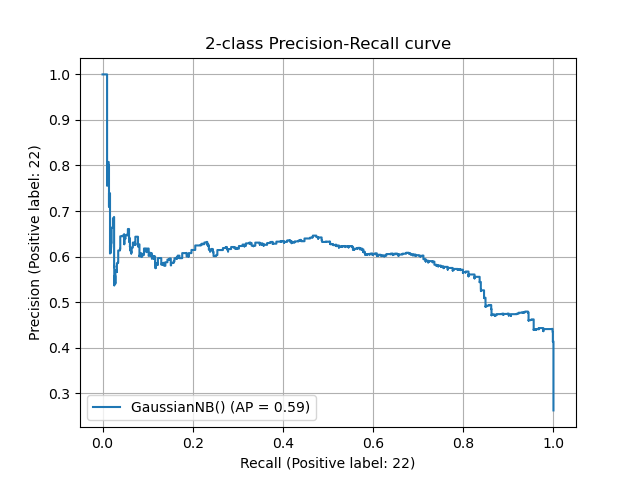 2-class Precision-Recall curve
Precision (Positive label: 22)
1.0
0.9
0.8
0.7
0.6
0.5
0.4
0.3
GaussianNB() (AP = 0.59)
0.0 0.2 0.4 0.6 0.8 1.0
Recall (Positive label: 22)